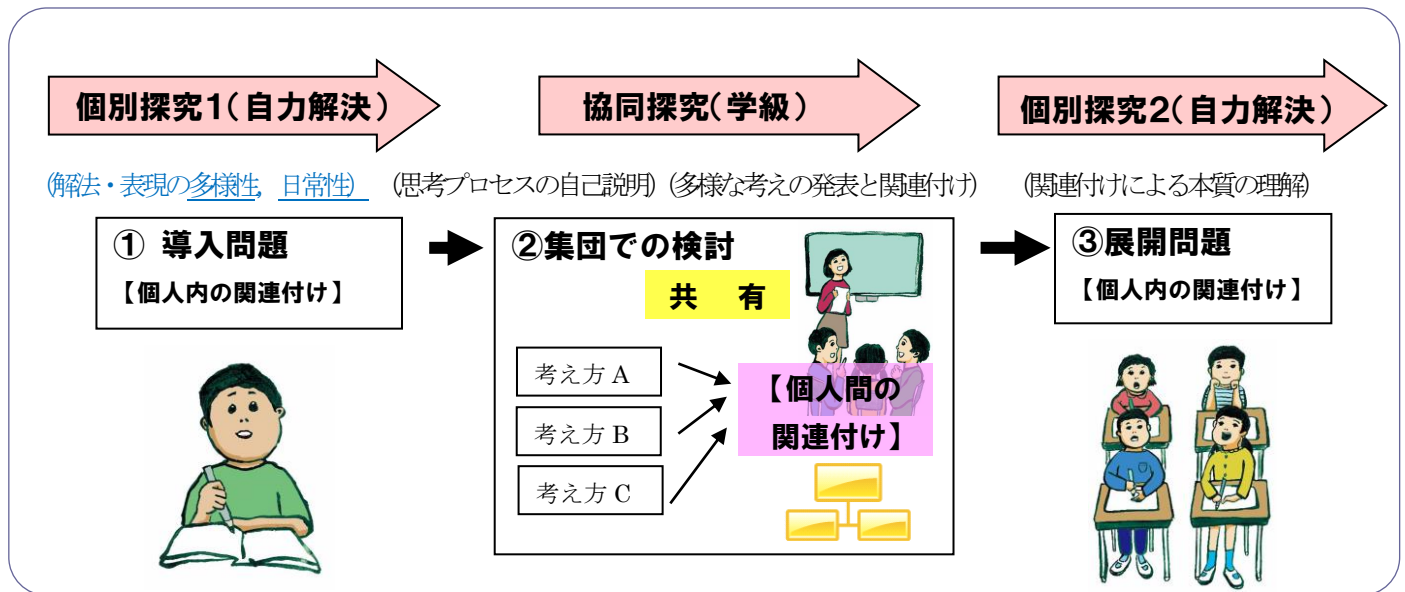 個別探究1(自力解決)
協同探究(学級)
個別探究2(自力解決)
(解法・表現の多様性, 日常性)
(思考プロセスの自己説明)
(多様な考えの発表と関連付け)
(関連付けによる本質の理解)
① 導入問題
【個人内の関連付け】
②集団での検討
共 有
考え方 A
考え方 B
考え方 C
【個人間の
関連付け】
③展開問題
【個人内の関連付け】